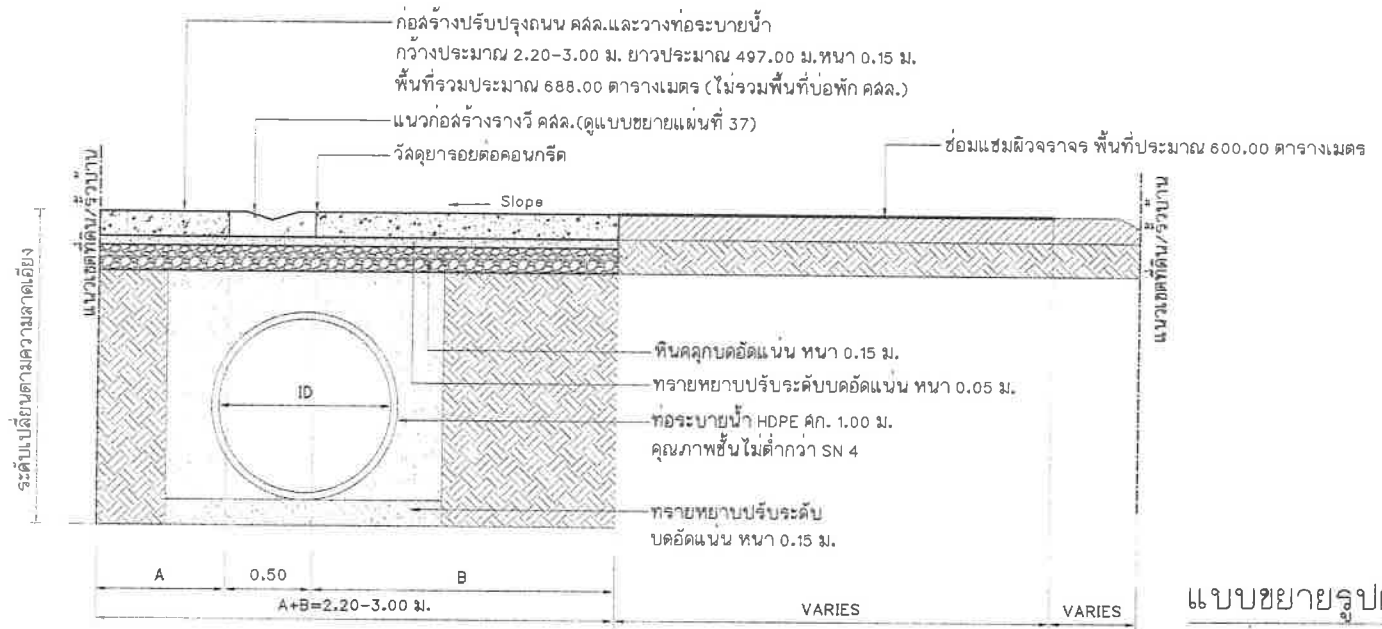 ก่อสร้างปรับปรุงถนน คสล.และวางท่อระบายน้ำ
กว้างประมาณ 2.20-3.00 ม. ยาวประมาณ 497.00 ม.หนา 0.15 ม.
พื้นที่รวมประมาณ 688.00 ตารางเมตร (ไม่รวมพื้นที่บ่อพัก คสล.)
แนวก่อสร้างรางวี คสล.(ดูแบบขยายแผ่นที่ 37)
วัสดุยารอยต่อคอนกรีต
ซ่อมแซมผิวจราจร พื้นที่ประมาณ 600.00 ตารางเมตร
Slope
แนวเขตที่ดิน/รั้วบ้าน
แนวเขตที่ดิน/รั้วบ้าน
ระดับเปลี่ยนตามความลาดเอียง
หินคลุกบดอัดแน่น หนา 0.15 ม.
ทรายหยาบปรับระดับบดอัดแน่น หนา 0.05 ม.
ID
ท่อระบายน้ำ HDPE ศก. 1.00 ม.
คุณภาพชั้นไม่ต่ำกว่า SN 4
ทรายหยาบปรับระดับ
บดอัดแน่น หนา 0.15 ม.
A 0.50 B
A+B=2.20-3.00 ม. VARIES VARIES
แบบขยายรูป